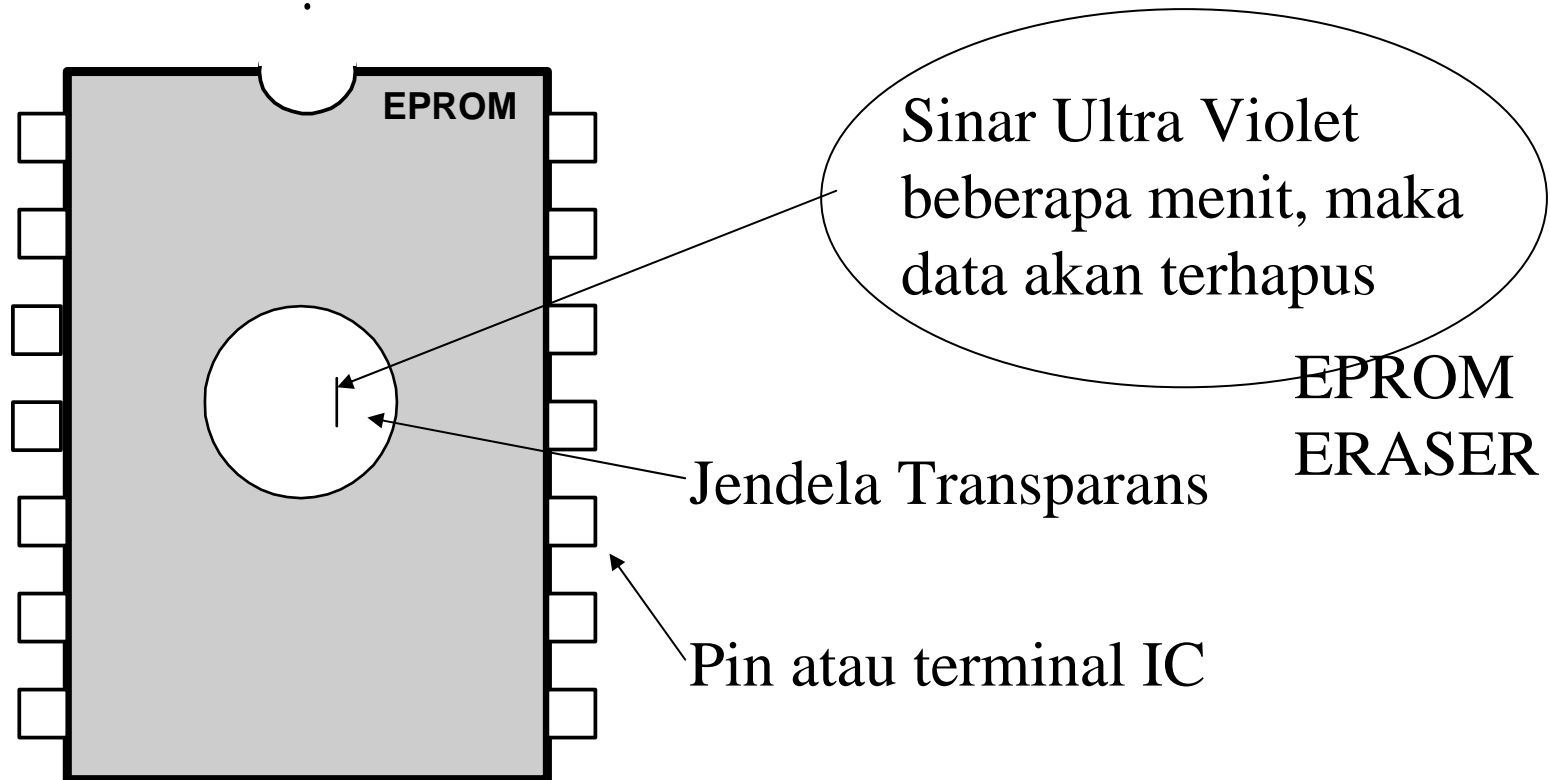 EPROM
Sinar Ultra Violet
beberapa menit, maka
data akan terhapus
EPROM
ERASER
Jendela Transparans
Pin atau terminal IC